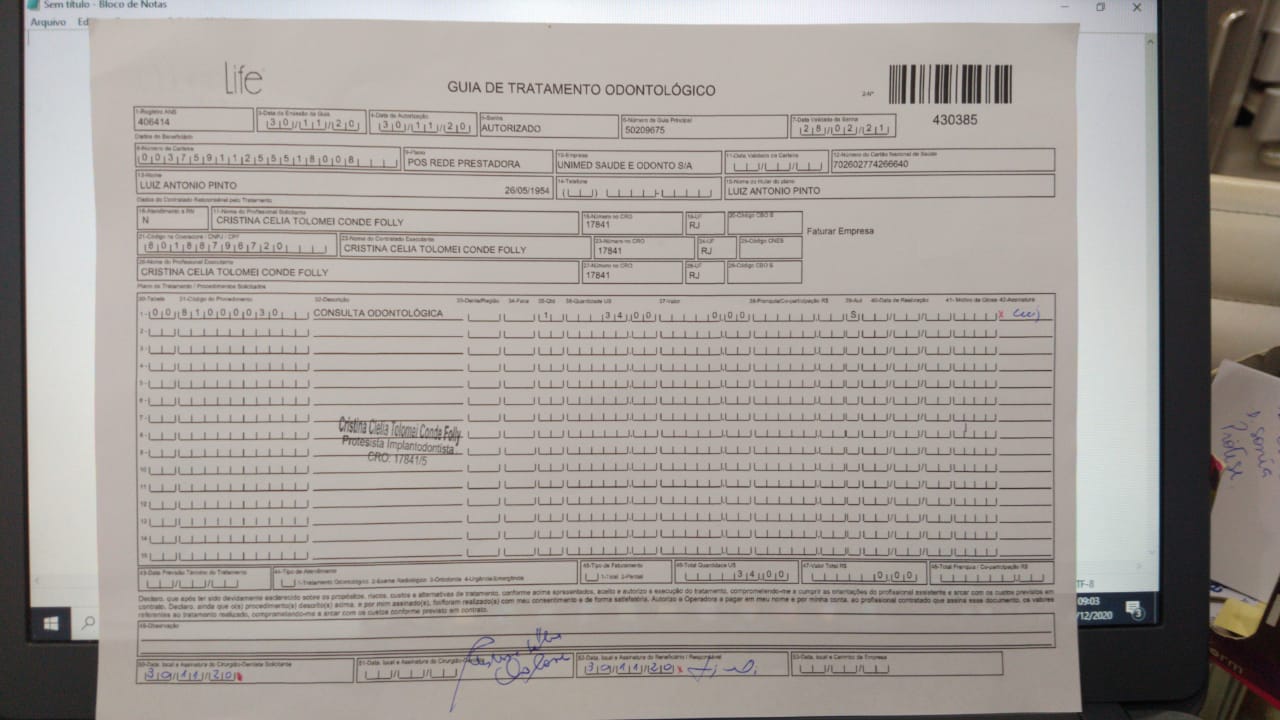 Sem título - Bloco de Notas
Arquivo
Life
GUIA DE TRATAMENTO ODONTOLÓGICO
2-Nº
430385
1-Registro ANS
406414
3-Data de Emissão da Guia
30/11/20
4-Data de Autorização
30/11/20
5-Senha
AUTORIZADO
6-Número da Guia Principal
50209675
7-Data Validade da Senha
28/02/21
Dados do Beneficiário
8-Número da Carteira
00375911255518008
9-Plano
POS REDE PRESTADORA
10-Empresa
UNIMED SAUDE E ODONTO S/A
11-Data Validade da Carteira
12-Número do Cartão Nacional de Saúde
702602774266640
13-Nome
LUIZ ANTONIO PINTO
26/05/1954
14-Telefone
15-Nome do titular do plano
LUIZ ANTONIO PINTO
Dados do Contratado Responsável pelo Tratamento
16-Atendimento a RN
N
17-Nome do Profissional Solicitante
CRISTINA CELIA TOLOMEI CONDE FOLLY
18-Número no CRO
17841
19-UF
RJ
20-Código CBO S
Faturar Empresa
21-Código na Operadora / CNPJ / CPF
80188796720
22-Nome do Contratado Executante
CRISTINA CELIA TOLOMEI CONDE FOLLY
23-Número no CRO
17841
24-UF
RJ
25-Código CNES
26-Nome do Profissional Executante
CRISTINA CELIA TOLOMEI CONDE FOLLY
27-Número no CRO
17841
28-UF
RJ
29-Código CBO S
Plano de Tratamento / Procedimentos Solicitados
30-Tabela 31-Código do Procedimento 32-Descrição 33-Dente/Região 34-Face 35-Qtd 36-Quantidade US 37-Valor 38-Franquia/Co-participação R$ 39-Aut 40-Data de Realização 41- Motivo da Glosa 42-Assinatura
1- 00 81000030 CONSULTA ODONTOLÓGICA 1 34 00 0 00 S x
2-
3-
4-
5-
6-
7-
8-
9-
10
11
12
13
14
15
Cristina Celia Tolomei Conde Folly
Protesista Implantodontista
CRO: 17841/5
43-Data Previsão Término do Tratamento
44-Tipo de Atendimento
1-Tratamento Odontológico 2-Exame Radiológico 3-Ortodontia 4-Urgência/Emergência
45-Tipo de Faturamento
1-Total 2-Parcial
46-Total Quantidade US
34 00
47-Valor Total R$
0 00
48-Total Franquia / Co-participação R$
Declaro, que após ter sido devidamente esclarecido sobre os propósitos, riscos, custos e alternativas de tratamento, conforme acima apresentados, aceito e autorizo a execução do tratamento, comprometendo-me a cumprir as orientações do profissional assistente e arcar com os custos previstos em
contrato. Declaro, ainda que o(s) procedimento(s) descrito(s) acima, e por mim assinado(s), foi/foram realizado(s) com meu consentimento e de forma satisfatória. Autorizo a Operadora a pagar em meu nome e por minha conta, ao profissional contratado que assina esse documento, os valores
referentes ao tratamento realizado, comprometendo-me a arcar com os custos conforme previsto em contrato.
49-Observação
50-Data, local e Assinatura do Cirurgião-Dentista Solicitante
30/11/20
51-Data, local e Assinatura do Cirurgião
52-Data, local e Assinatura do Beneficiário / Responsável
30/11/20 x
53-Data, local e Carimbo da Empresa
TF-8
09:03
/12/2020
3
sonia